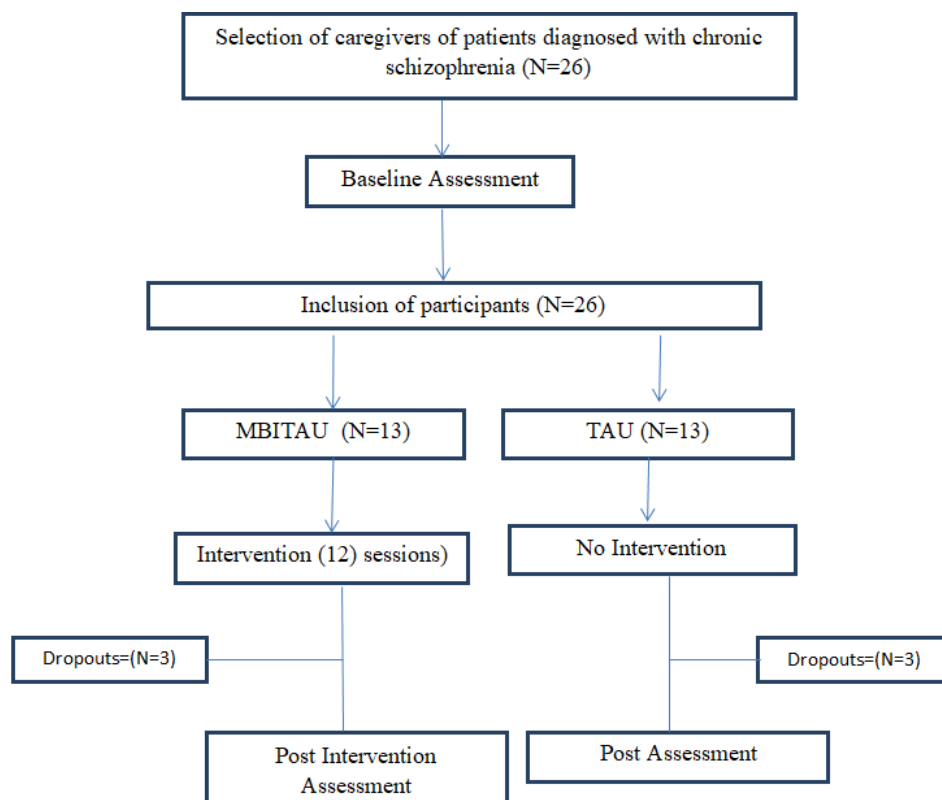 Selection of caregivers of patients diagnosed with chronic
schizophrenia (N=26)
Baseline Assessment
Inclusion of participants (N=26)
MBITAU (N=13)
TAU (N=13)
Intervention (12) sessions)
No Intervention
Dropouts=(N=3)
Dropouts=(N=3)
Post Intervention
Assessment
Post Assessment